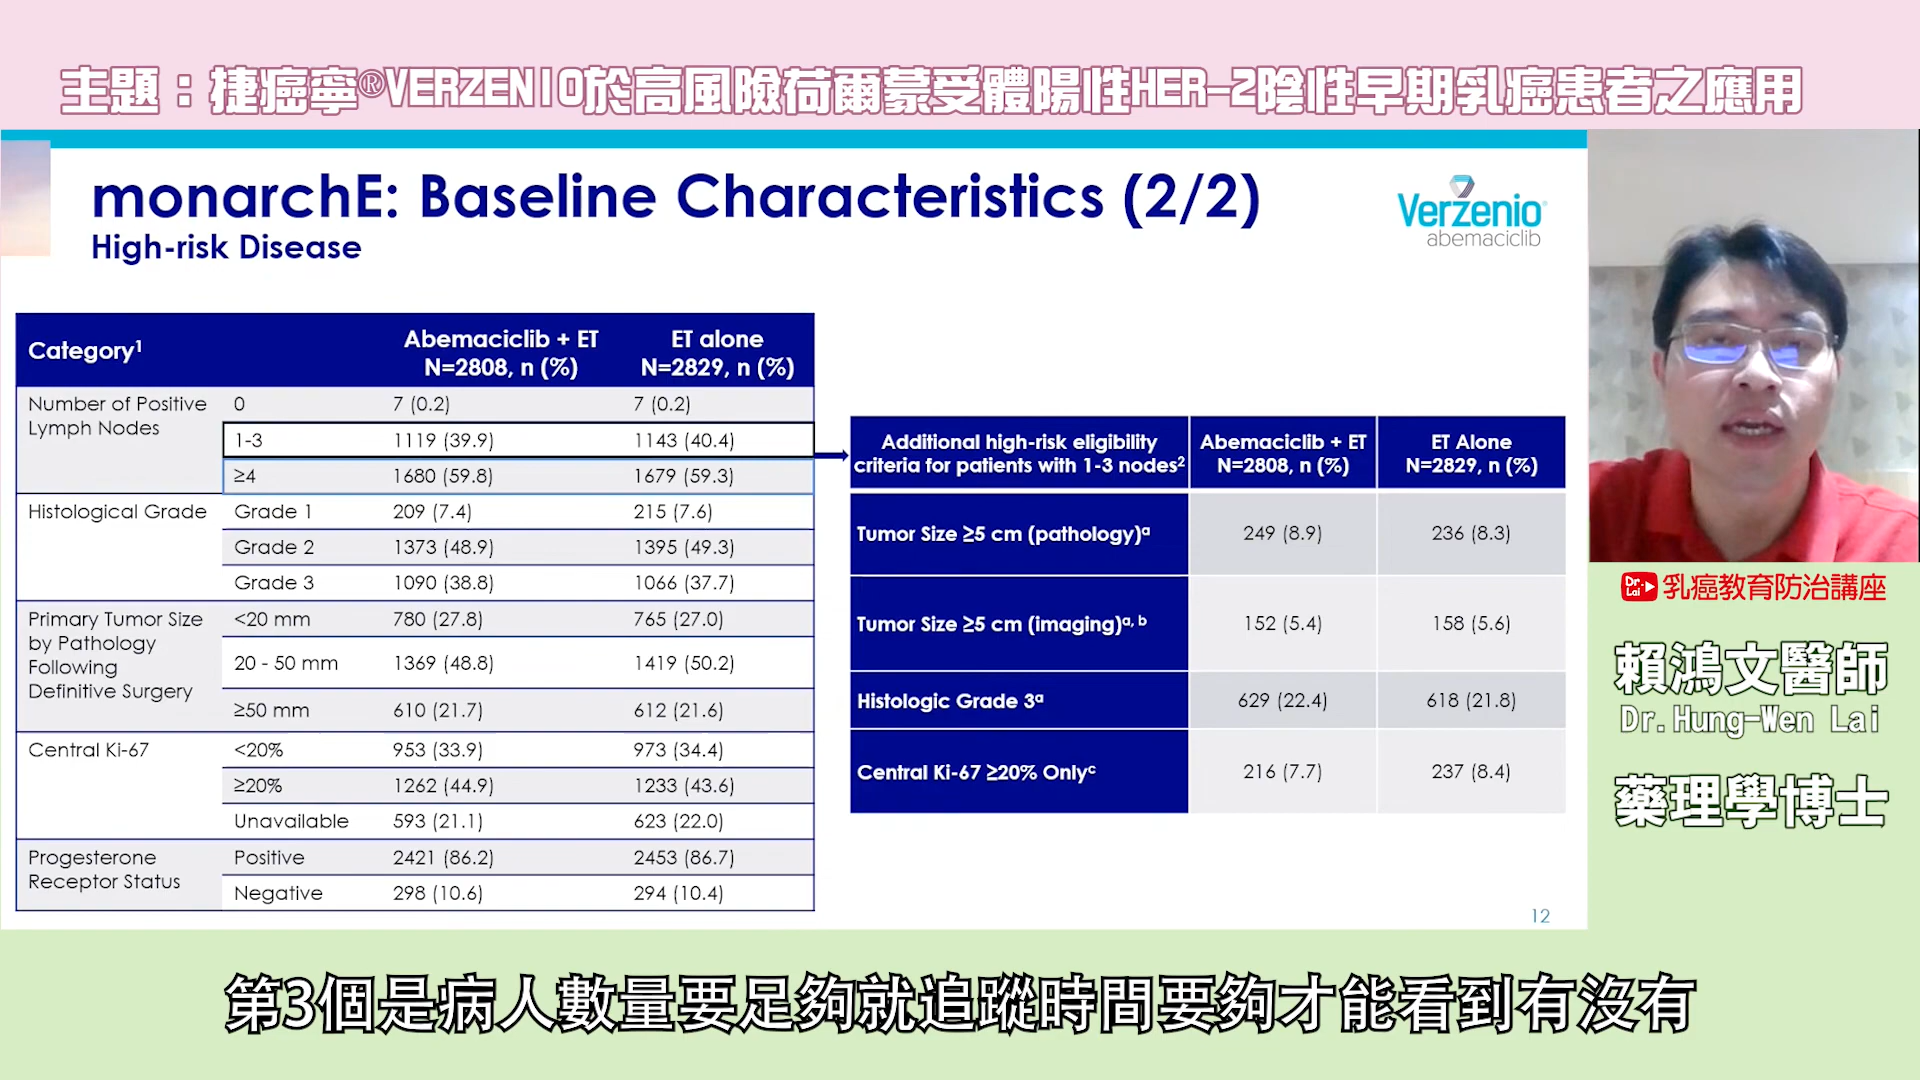 主題：捷癌寧®VERZENIO於高風險荷爾蒙受體陽性HER-2陰性早期乳癌患者之應用
monarchE: Baseline Characteristics (2/2)
High-risk Disease
Verzenio
abemaciclib
Category1 Abemaciclib + ET N=2808, n (%) ET alone N=2829, n (%)
Number of Positive Lymph Nodes 0 7 (0.2) 7 (0.2)
1-3 1119 (39.9) 1143 (40.4)
≥4 1680 (59.8) 1679 (59.3)
Histological Grade Grade 1 209 (7.4) 215 (7.6)
Grade 2 1373 (48.9) 1395 (49.3)
Grade 3 1090 (38.8) 1066 (37.7)
Primary Tumor Size by Pathology Following Definitive Surgery <20 mm 780 (27.8) 765 (27.0)
20 - 50 mm 1369 (48.8) 1419 (50.2)
≥50 mm 610 (21.7) 612 (21.6)
Central Ki-67 <20% 953 (33.9) 973 (34.4)
≥20% 1262 (44.9) 1233 (43.6)
Unavailable 593 (21.1) 623 (22.0)
Progesterone Receptor Status Positive 2421 (86.2) 2453 (86.7)
Negative 298 (10.6) 294 (10.4)
Additional high-risk eligibility criteria for patients with 1-3 nodes2 Abemaciclib + ET N=2808, n (%) ET Alone N=2829, n (%)
Tumor Size ≥5 cm (pathology)a 249 (8.9) 236 (8.3)
Tumor Size ≥5 cm (imaging)a, b 152 (5.4) 158 (5.6)
Histologic Grade 3a 629 (22.4) 618 (21.8)
Central Ki-67 ≥20% Onlyc 216 (7.7) 237 (8.4)
12
Dr. Lai 乳癌教育防治講座
賴鴻文醫師
Dr.Hung-Wen Lai
藥理學博士
第3個是病人數量要足夠就追蹤時間要夠才能看到有沒有